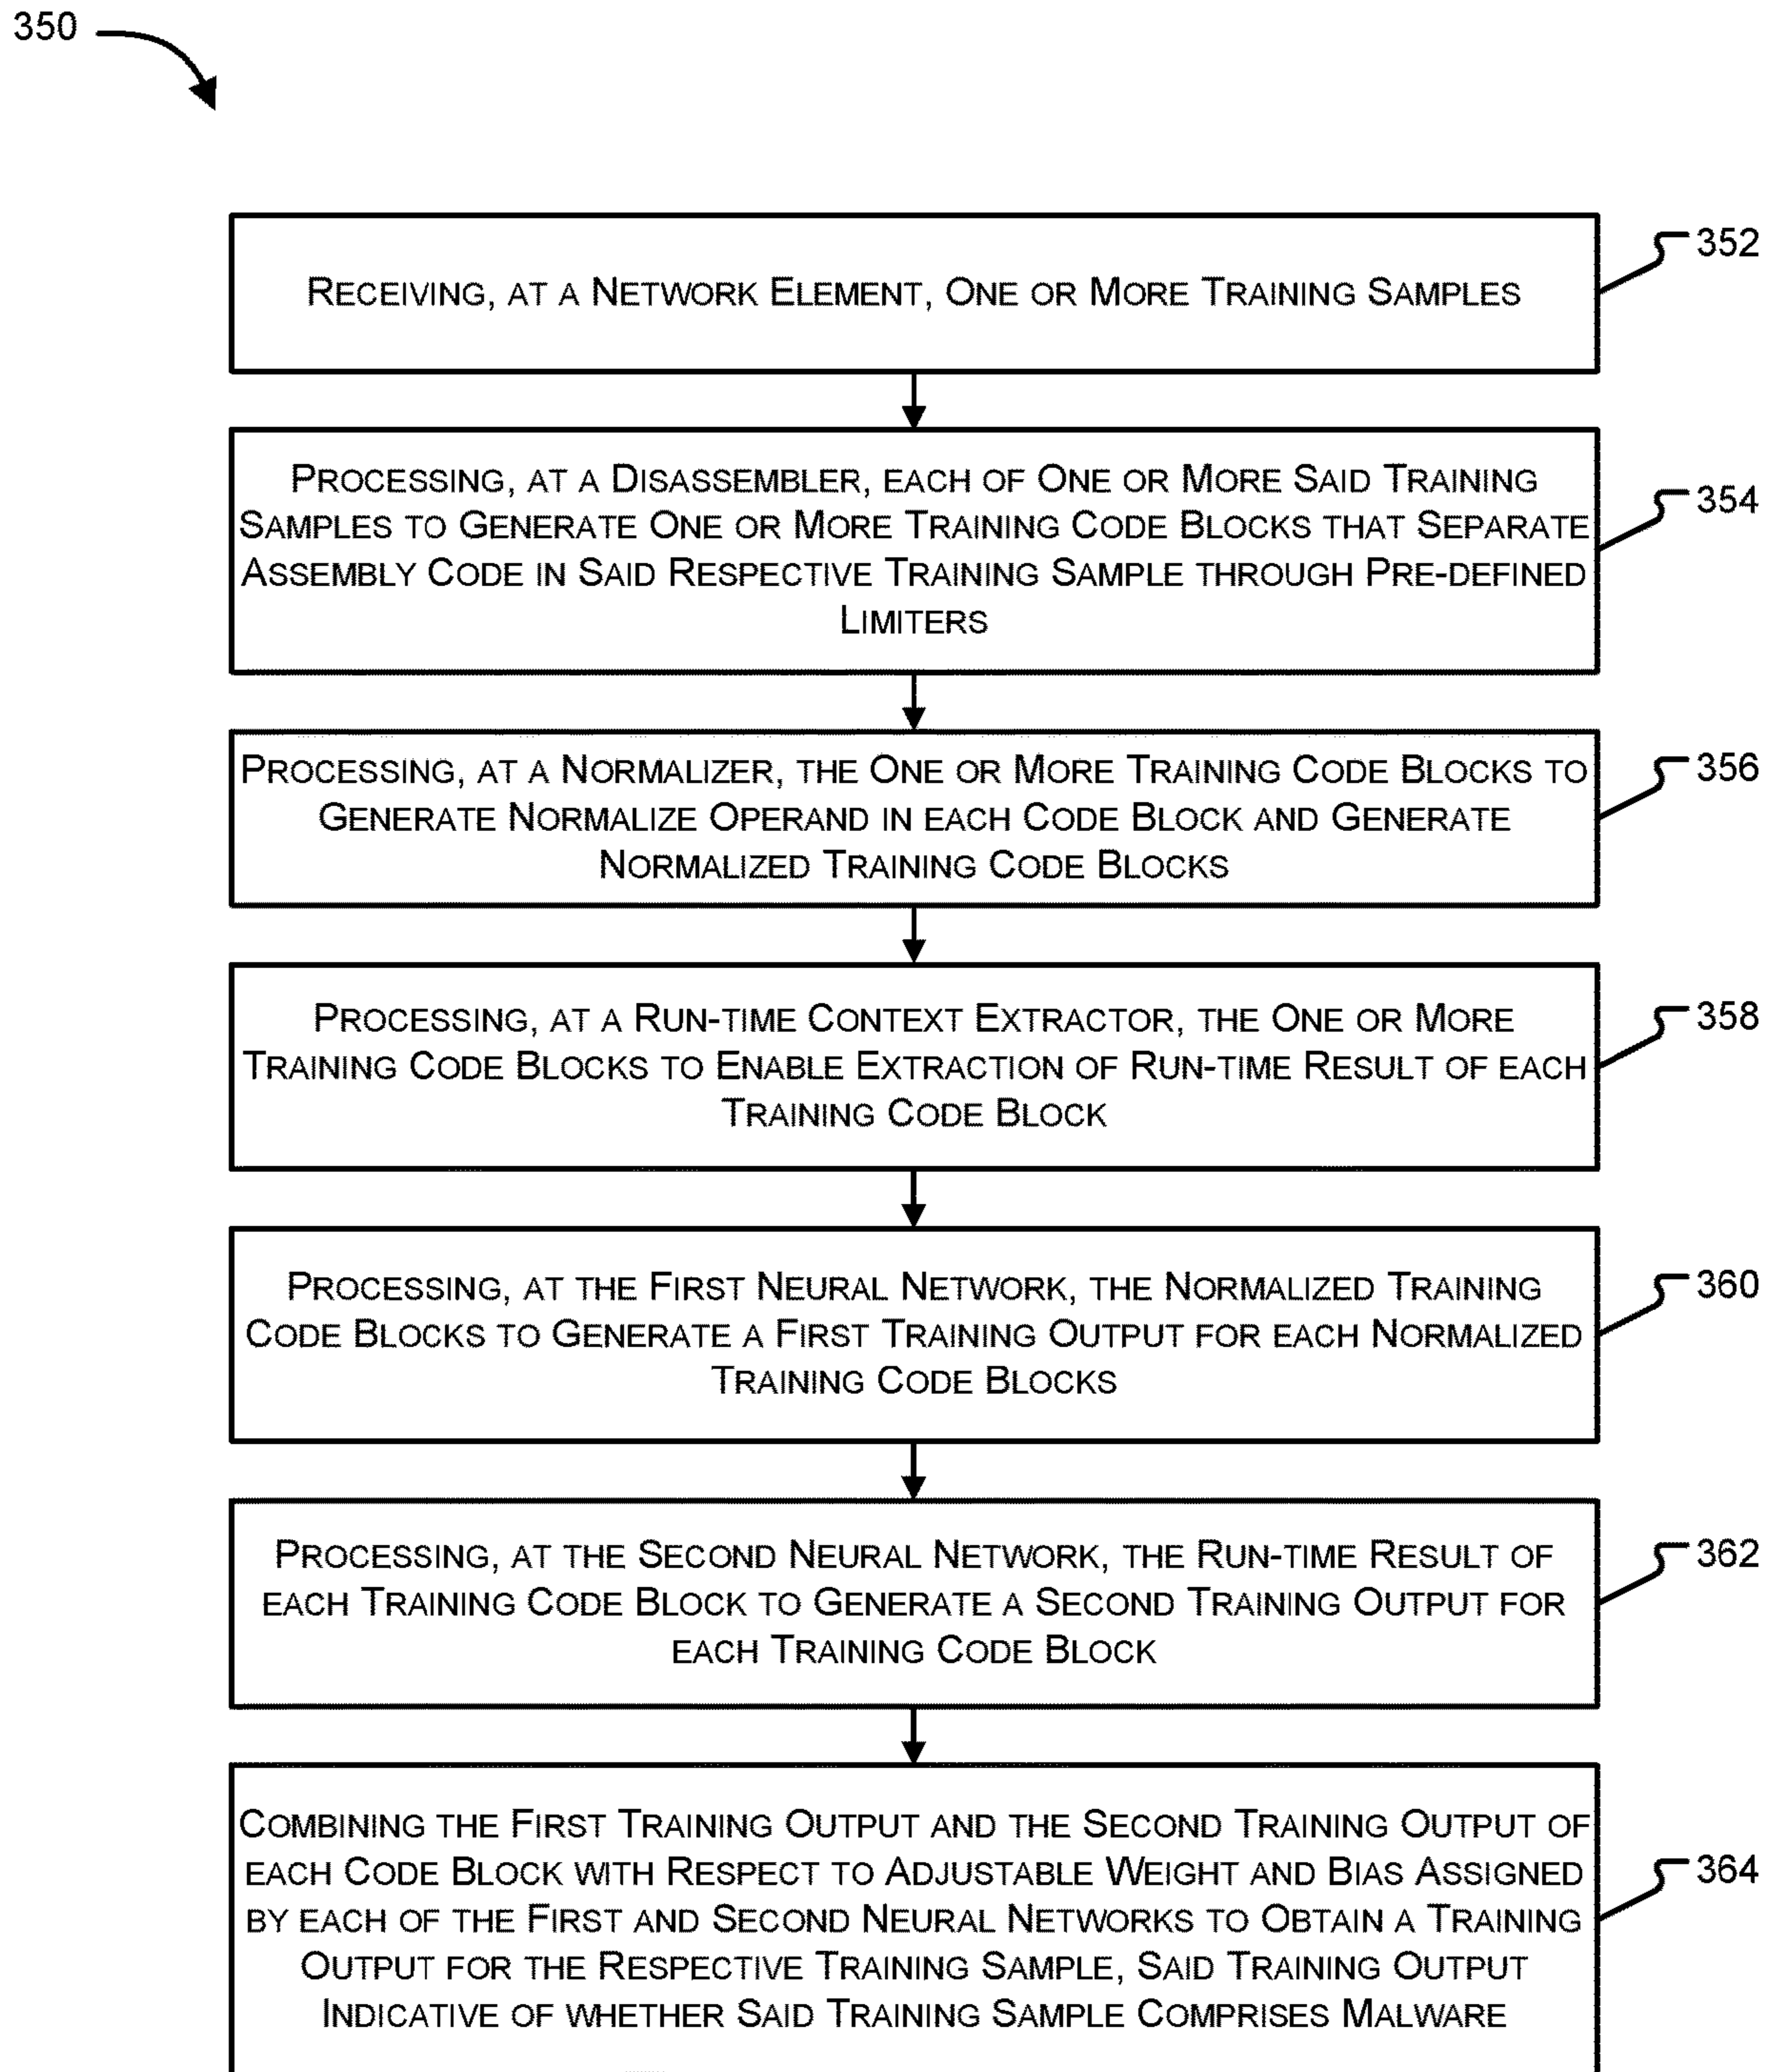 350
RECEIVING, AT A NETWORK ELEMENT, ONE OR MORE TRAINING SAMPLES
352
PROCESSING, AT A DISASSEMBLER, EACH OF ONE OR MORE SAID TRAINING
SAMPLES TO GENERATE ONE OR MORE TRAINING CODE BLOCKS THAT SEPARATE
ASSEMBLY CODE IN SAID RESPECTIVE TRAINING SAMPLE THROUGH PRE-DEFINED
LIMITERS
354
PROCESSING, AT A NORMALIZER, THE ONE OR MORE TRAINING CODE BLOCKS TO
GENERATE NORMALIZE OPERAND IN EACH CODE BLOCK AND GENERATE
NORMALIZED TRAINING CODE BLOCKS
356
PROCESSING, AT A RUN-TIME CONTEXT EXTRACTOR, THE ONE OR MORE
TRAINING CODE BLOCKS TO ENABLE EXTRACTION OF RUN-TIME RESULT OF EACH
TRAINING CODE BLOCK
358
PROCESSING, AT THE FIRST NEURAL NETWORK, THE NORMALIZED TRAINING
CODE BLOCKS TO GENERATE A FIRST TRAINING OUTPUT FOR EACH NORMALIZED
TRAINING CODE BLOCKS
360
PROCESSING, AT THE SECOND NEURAL NETWORK, THE RUN-TIME RESULT OF
EACH TRAINING CODE BLOCK TO GENERATE A SECOND TRAINING OUTPUT FOR
EACH TRAINING CODE BLOCK
362
COMBINING THE FIRST TRAINING OUTPUT AND THE SECOND TRAINING OUTPUT OF
EACH CODE BLOCK WITH RESPECT TO ADJUSTABLE WEIGHT AND BIAS ASSIGNED
BY EACH OF THE FIRST AND SECOND NEURAL NETWORKS TO OBTAIN A TRAINING
OUTPUT FOR THE RESPECTIVE TRAINING SAMPLE, SAID TRAINING OUTPUT
INDICATIVE OF WHETHER SAID TRAINING SAMPLE COMPRISES MALWARE
364